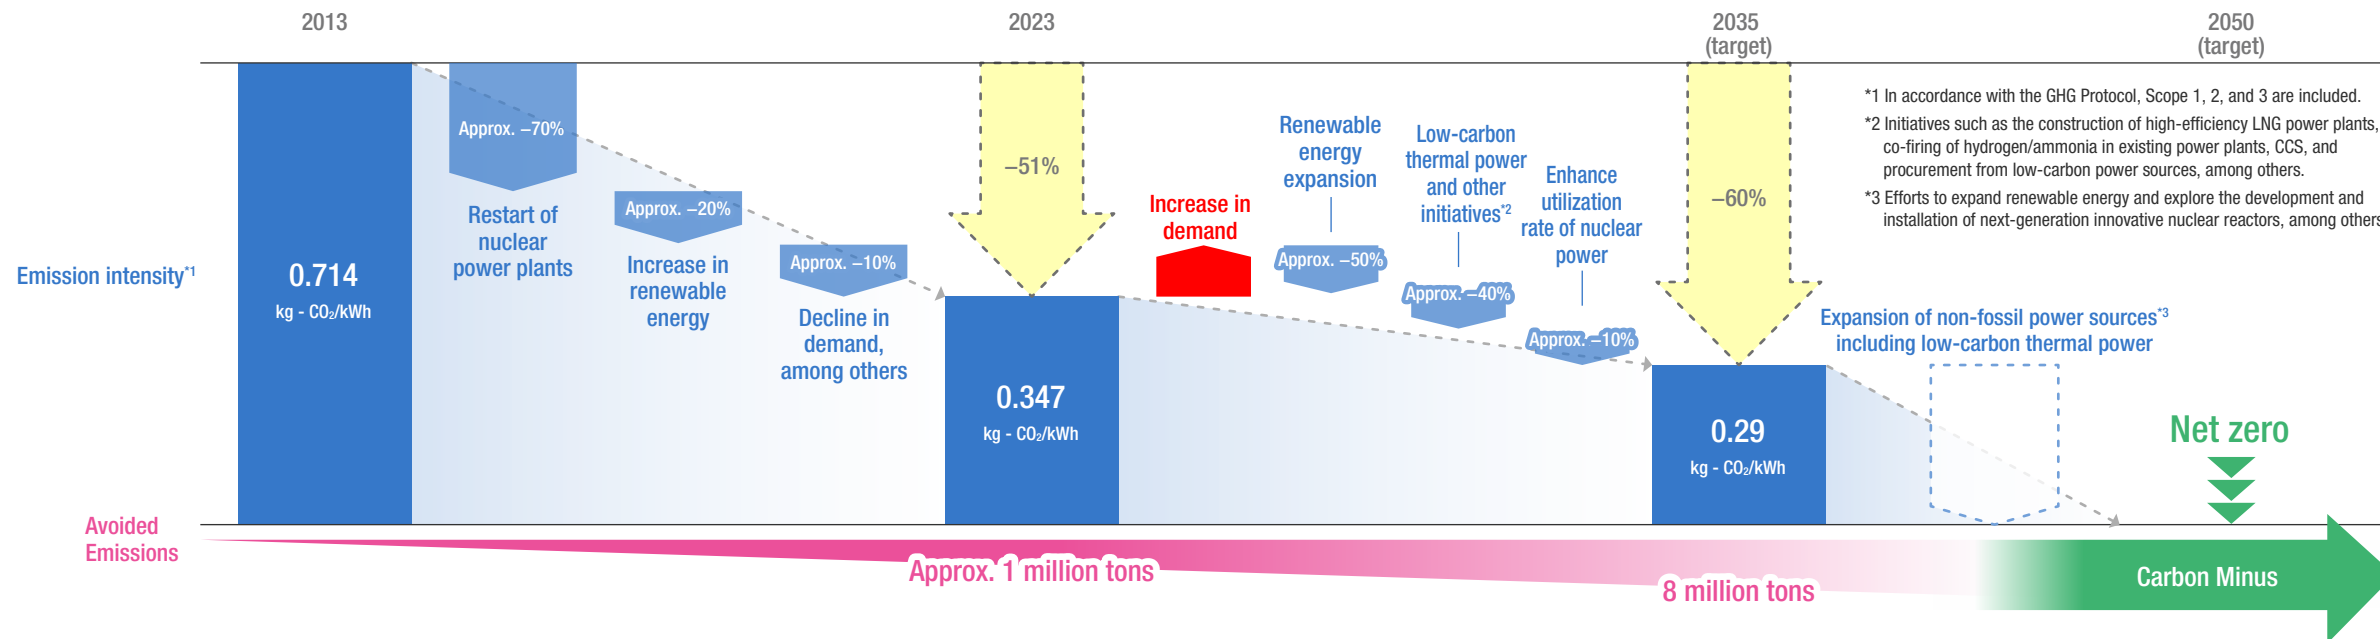 2013
2023
2035
(target)
2050
(target)
*1 In accordance with the GHG Protocol, Scope 1, 2, and 3 are included.
*2 Initiatives such as the construction of high-efficiency LNG power plants,
co-firing of hydrogen/ammonia in existing power plants, CCS, and
procurement from low-carbon power sources, among others.
*3 Efforts to expand renewable energy and explore the development and
installation of next-generation innovative nuclear reactors, among others
Emission intensity*1
0.714
kg - CO₂/kWh
Approx. –70%
Restart of
nuclear
power plants
Approx. –20%
Increase in
renewable
energy
Approx. –10%
Decline in
demand,
among others
–51%
0.347
kg - CO₂/kWh
Increase in
demand
Renewable
energy
expansion
Approx. –50%
Low-carbon
thermal power
and other
initiatives*2
Approx. –40%
Enhance
utilization
rate of nuclear
power
Approx. –10%
–60%
0.29
kg - CO₂/kWh
Expansion of non-fossil power sources*3
including low-carbon thermal power
Net zero
Avoided
Emissions
Approx. 1 million tons
8 million tons
Carbon Minus